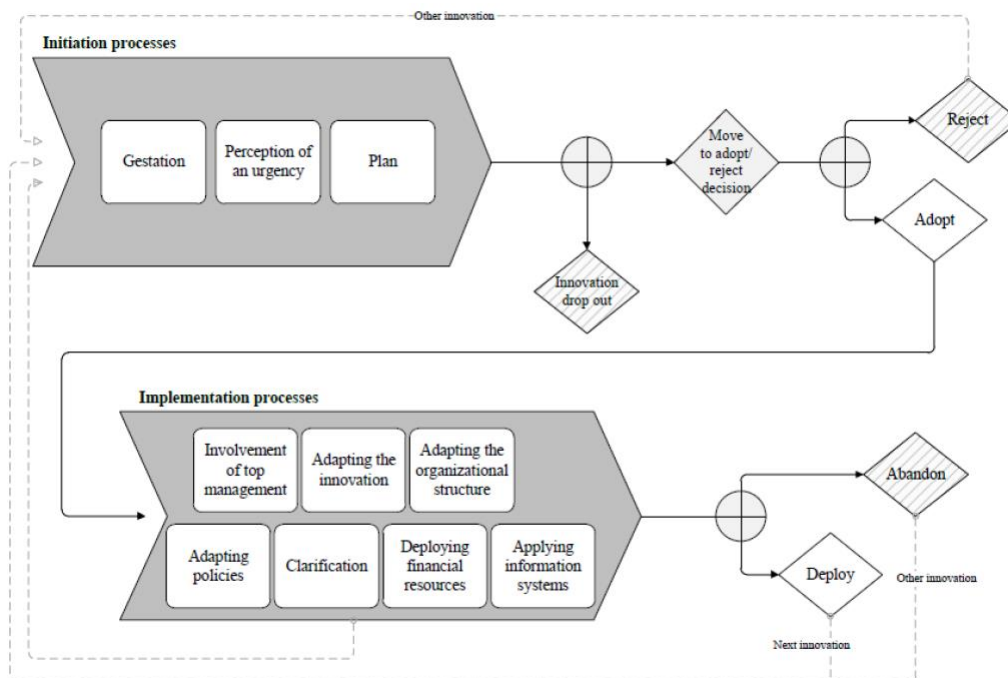 Other innovation
Initiation processes
Gestation
Perception of
an urgency
Plan
Move
to adopt/
reject
decision
Reject
Adopt
Innovation
drop out
Implementation processes
Involvement
of top
management
Adapting the
innovation
Adapting the
organizational
structure
Adapting
policies
Clarification
Deploying
financial
resources
Applying
information
systems
Abandon
Deploy
Other innovation
Next innovation